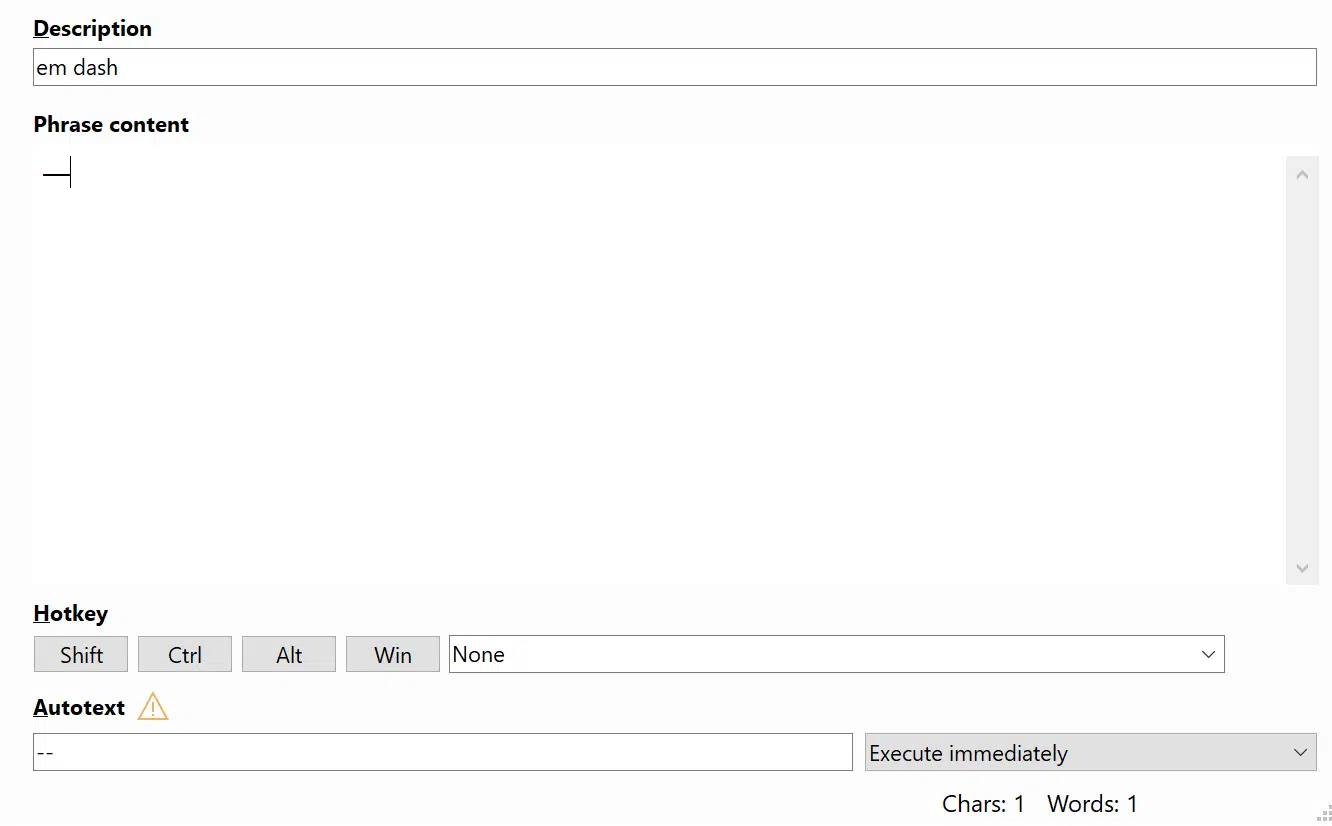 Description
em dash
Phrase content
—
Hotkey
Shift Ctrl Alt Win None
Autotext
-- Execute immediately
Chars: 1 Words: 1